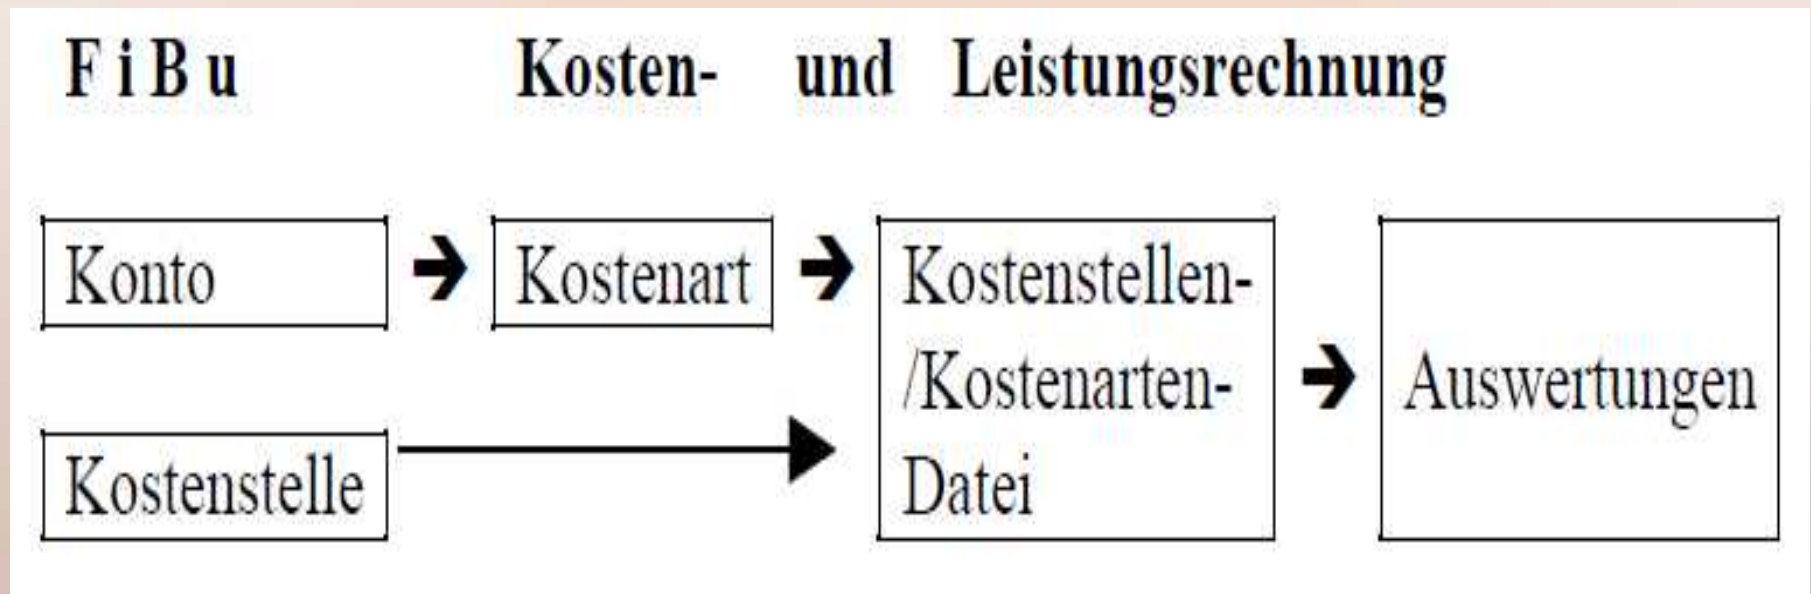 F i B u Kosten- und Leistungsrechnung
Konto
Kostenart
Kostenstellen-
/Kostenarten-
Datei
Auswertungen
Kostenstelle